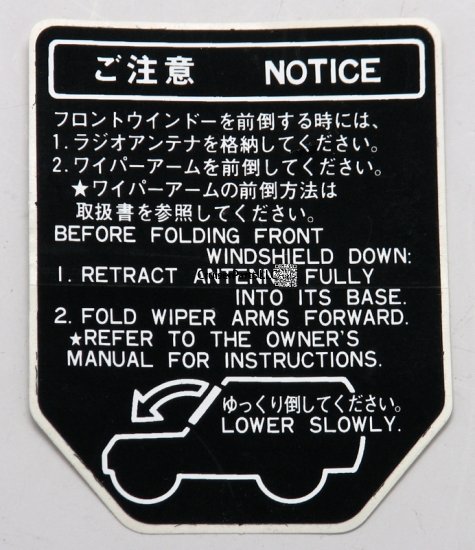 ご注意 NOTICE
フロントウインドーを前倒する時には、
1. ラジオアンテナを格納してください。
2. ワイパーアームを前倒してください。
★ワイパーアームの前倒方法は
取扱書を参照してください。
BEFORE FOLDING FRONT
WINDSHIELD DOWN:
1. RETRACT ANTENNA FULLY
INTO ITS BASE.
2. FOLD WIPER ARMS FORWARD.
★REFER TO THE OWNER'S
MANUAL FOR INSTRUCTIONS.
ゆっくり倒してください。
LOWER SLOWLY.